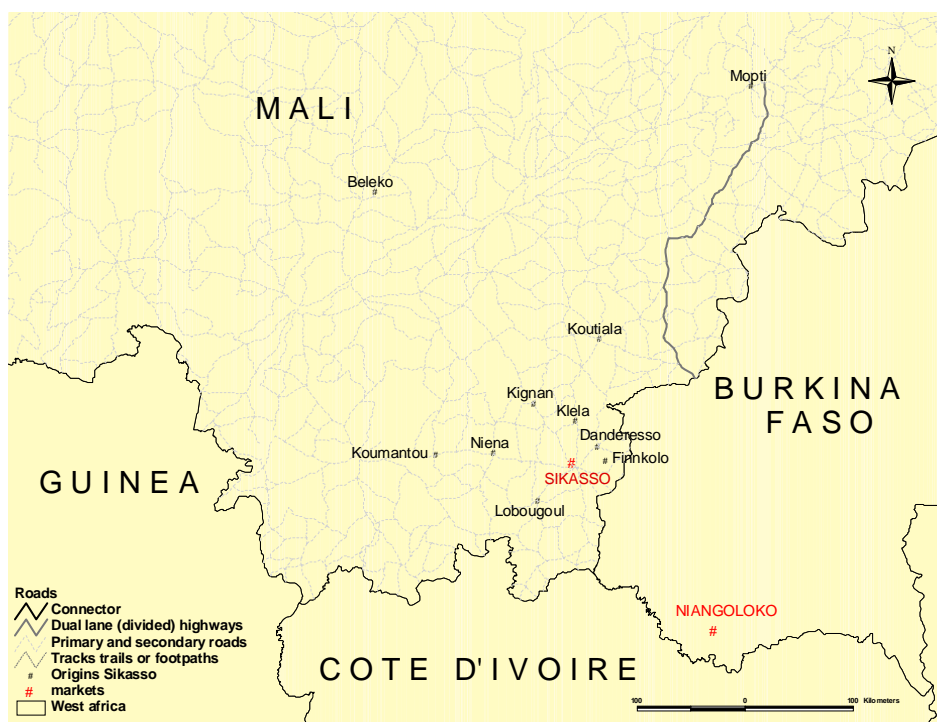 N
Mopti
MALI
Beleko
Koutiala
BURKINA
FASO
Kignan
Klela
Danderesso
Niena
Koumantou
Finnkolo
SIKASSO
GUINEA
Lobougoul
NIANGOLOKO
COTE D'IVOIRE
Roads
Connector
Dual lane (divided) highways
Primary and secondary roads
Tracks trails or footpaths
# Origins Sikasso
# markets
West africa
100 0 100 Kilometers